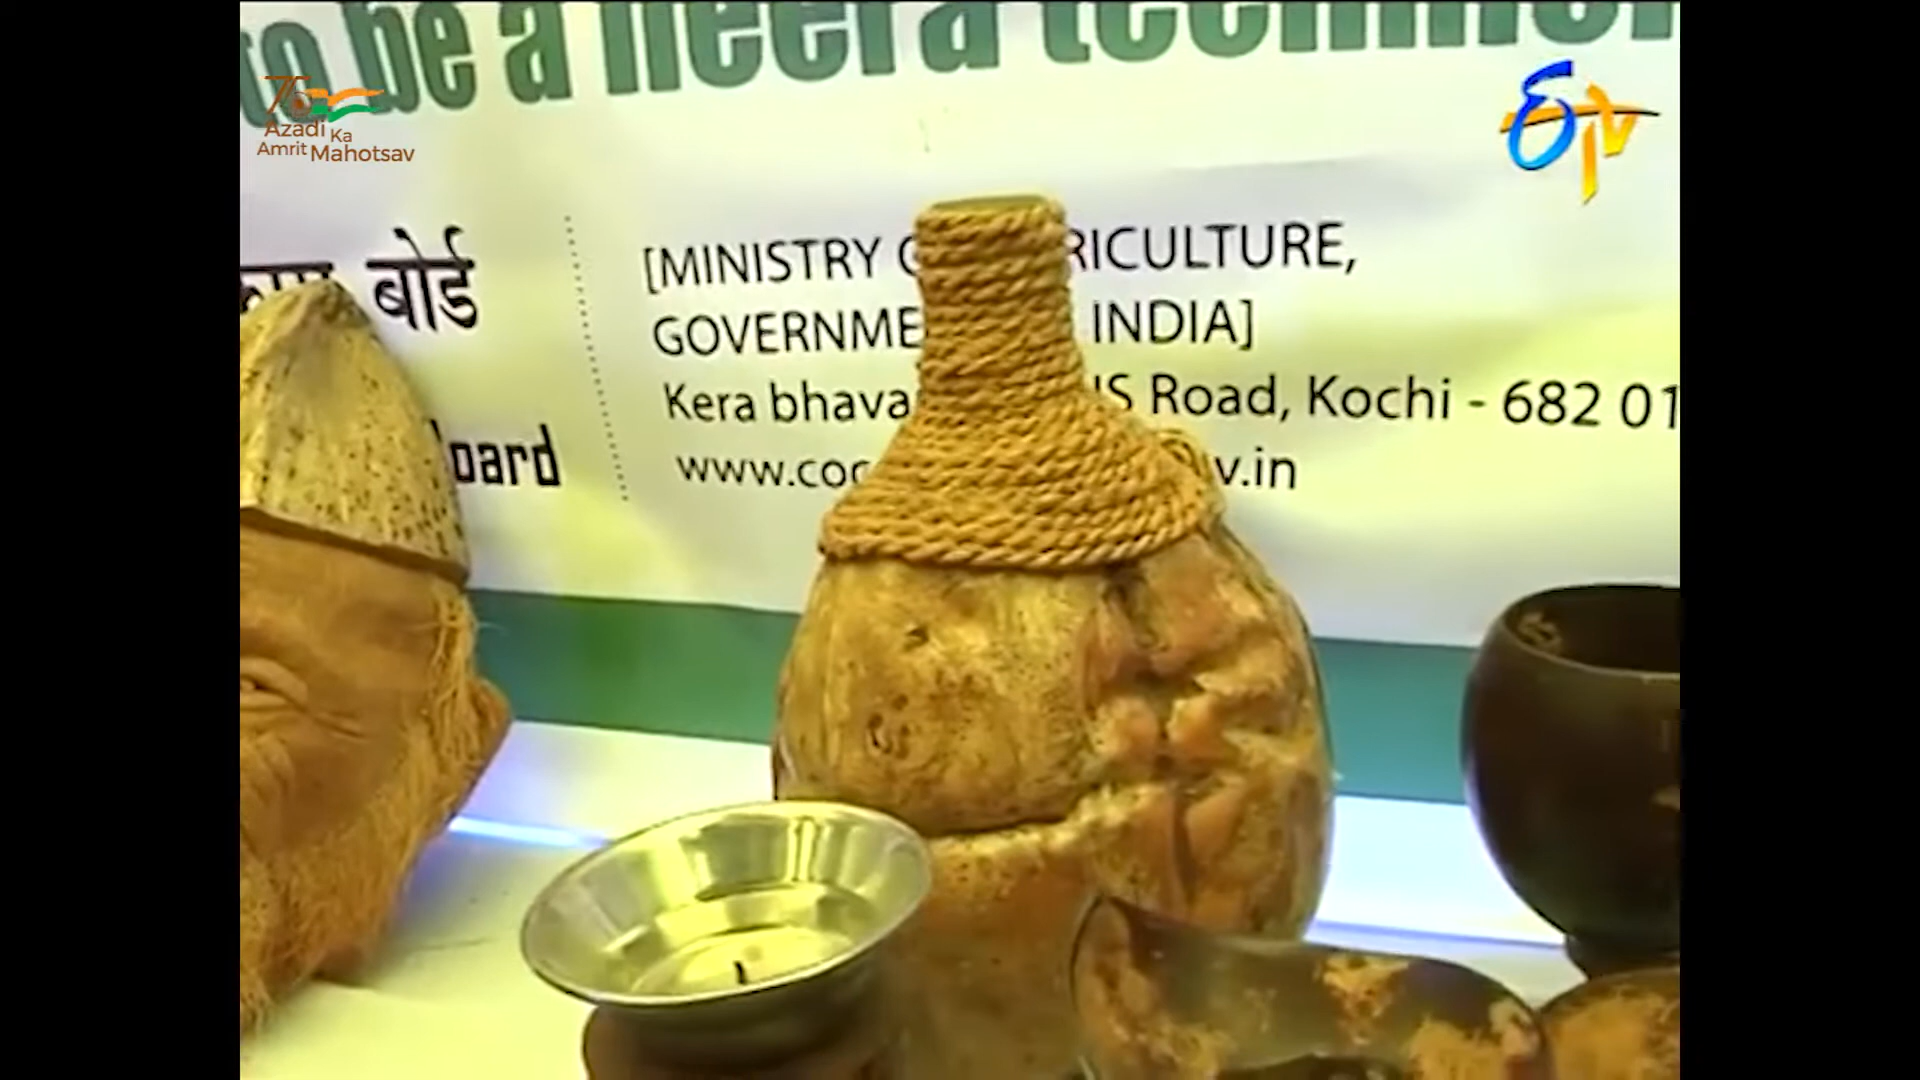 to be a neera
Azadi Ka
Amrit Mahotsav
ETV
बोर्ड
[MINISTRY RICULTURE,
GOVERNME INDIA]
Kera bhava Road, Kochi - 682 01
www.coc v.in
oard